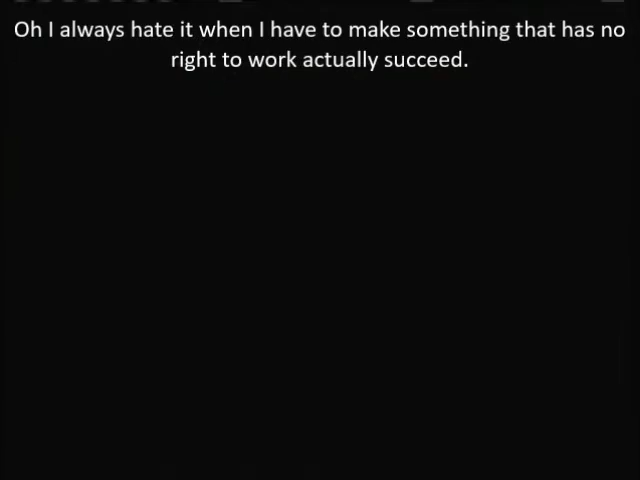 Oh I always hate it when I have to make something that has no
right to work actually succeed.